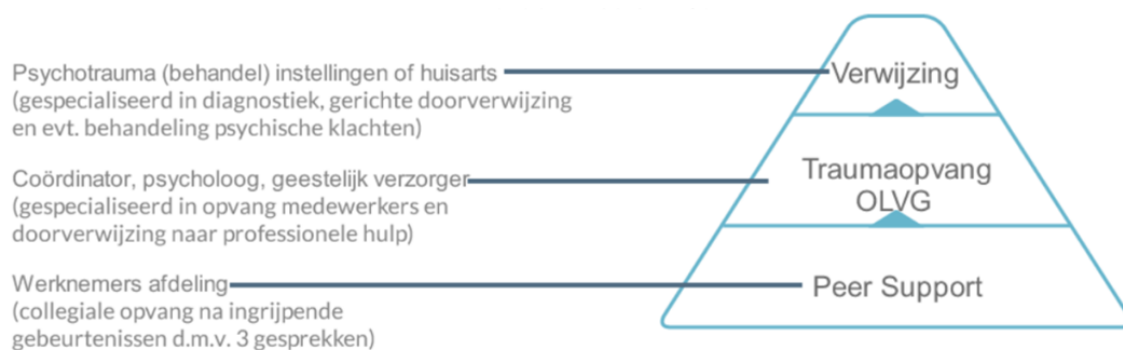 Psychotrauma (behandel) instellingen of huisarts
(gespecialiseerd in diagnostiek, gerichte doorverwijzing
en evt. behandeling psychische klachten)
Verwijzing
Coördinator, psycholoog, geestelijk verzorger
(gespecialiseerd in opvang medewerkers en
doorverwijzing naar professionele hulp)
Traumaopvang
OLVG
Werknemers afdeling
(collegiale opvang na ingrijpende
gebeurtenissen d.m.v. 3 gesprekken)
Peer Support